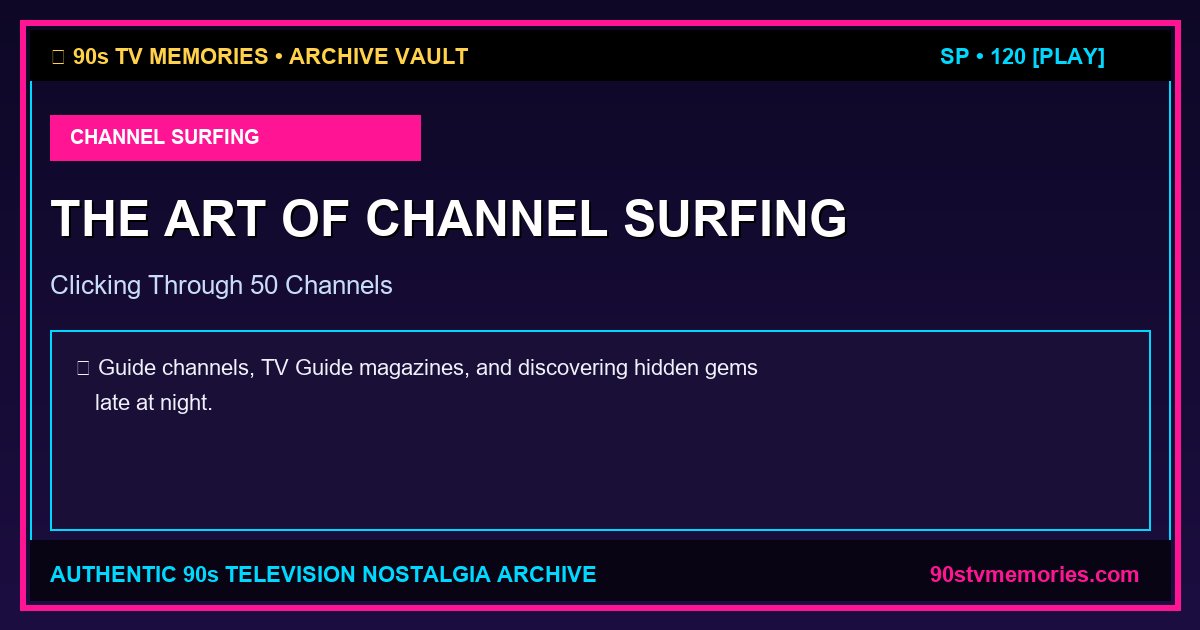 90s TV MEMORIES • ARCHIVE VAULT
SP • 120 [PLAY]
CHANNEL SURFING
THE ART OF CHANNEL SURFING
Clicking Through 50 Channels
Guide channels, TV Guide magazines, and discovering hidden gems
late at night.
AUTHENTIC 90s TELEVISION NOSTALGIA ARCHIVE
90stvmemories.com